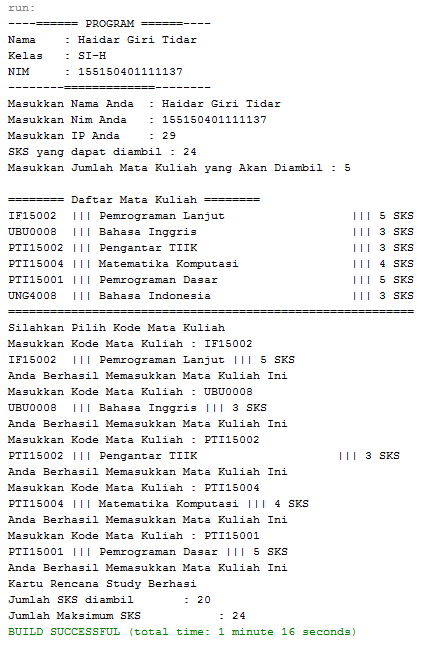 run:
----====== PROGRAM ======----
Nama    : Haidar Giri Tidar
Kelas   : SI-H
NIM     : 155150401111137
--------=============--------
Masukkan Nama Anda  : Haidar Giri Tidar
Masukkan Nim Anda   : 155150401111137
Masukkan IP Anda    : 29
SKS yang dapat diambil : 24
Masukkan Jumlah Mata Kuliah yang Akan Diambil : 5

======== Daftar Mata Kuliah ========
IF15002  ||| Pemrograman Lanjut                  ||| 5 SKS
UBU0008  ||| Bahasa Inggris                      ||| 3 SKS
PTI15002 ||| Pengantar TIIK                      ||| 3 SKS
PTI15004 ||| Matematika Komputasi                ||| 4 SKS
PTI15001 ||| Pemrograman Dasar                   ||| 5 SKS
UNG4008  ||| Bahasa Indonesia                    ||| 3 SKS
==========================================================
Silahkan Pilih Kode Mata Kuliah
Masukkan Kode Mata Kuliah : IF15002
IF15002  ||| Pemrograman Lanjut ||| 5 SKS
Anda Berhasil Memasukkan Mata Kuliah Ini
Masukkan Kode Mata Kuliah : UBU0008
UBU0008  ||| Bahasa Inggris ||| 3 SKS
Anda Berhasil Memasukkan Mata Kuliah Ini
Masukkan Kode Mata Kuliah : PTI15002
PTI15002 ||| Pengantar TIIK                    ||| 3 SKS
Anda Berhasil Memasukkan Mata Kuliah Ini
Masukkan Kode Mata Kuliah : PTI15004
PTI15004 ||| Matematika Komputasi ||| 4 SKS
Anda Berhasil Memasukkan Mata Kuliah Ini
Masukkan Kode Mata Kuliah : PTI15001
PTI15001 ||| Pemrograman Dasar ||| 5 SKS
Anda Berhasil Memasukkan Mata Kuliah Ini
Kartu Rencana Study Berhasi
Jumlah SKS diambil       : 20
Jumlah Maksimum SKS           : 24
BUILD SUCCESSFUL (total time: 1 minute 16 seconds)